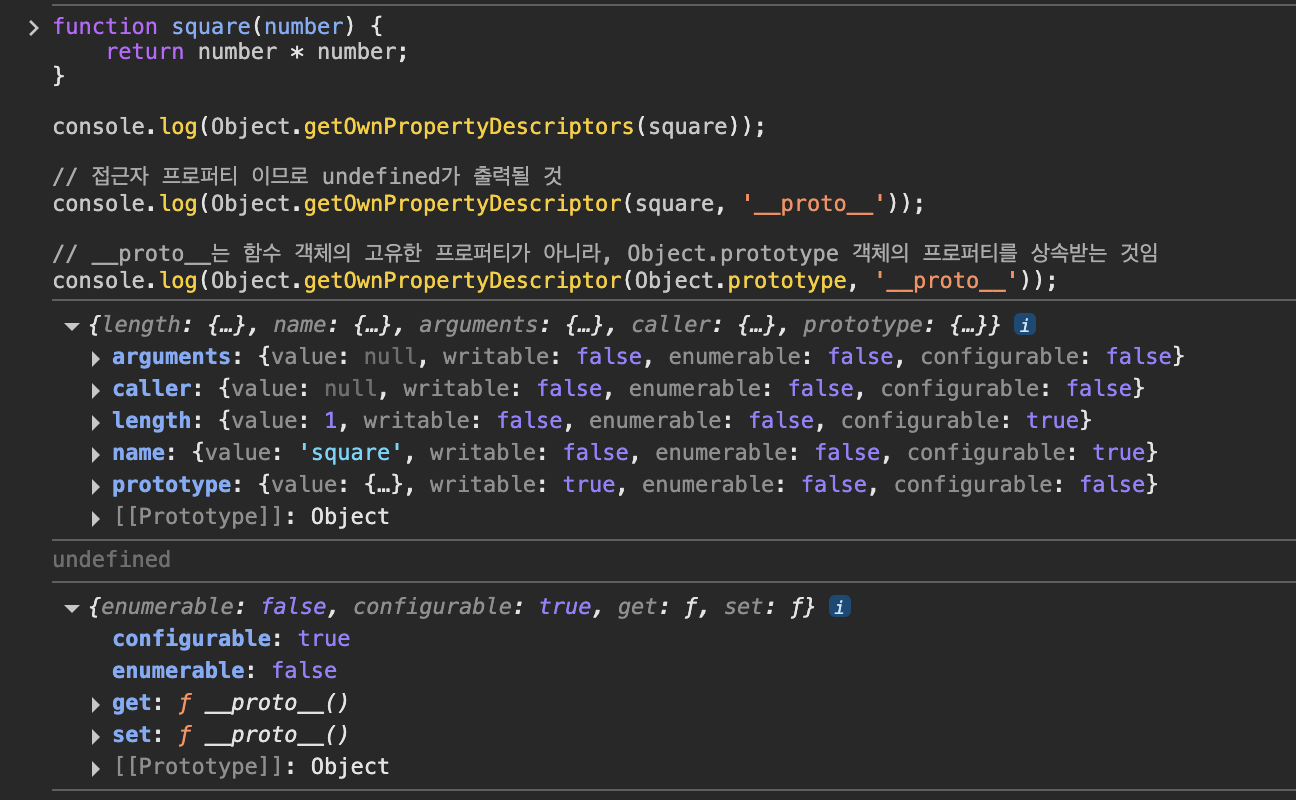 function square(number) {
    return number * number;
}

console.log(Object.getOwnPropertyDescriptors(square));

// 접근자 프로퍼티 이므로 undefined가 출력될 것
console.log(Object.getOwnPropertyDescriptor(square, '__proto__'));

// __proto__는 함수 객체의 고유한 프로퍼티가 아니라, Object.prototype 객체의 프로퍼티를 상속받는 것임
console.log(Object.getOwnPropertyDescriptor(Object.prototype, '__proto__'));
{length: {…}, name: {…}, arguments: {…}, caller: {…}, prototype: {…}} i
arguments: {value: null, writable: false, enumerable: false, configurable: false}
caller: {value: null, writable: false, enumerable: false, configurable: false}
length: {value: 1, writable: false, enumerable: false, configurable: true}
name: {value: 'square', writable: false, enumerable: false, configurable: true}
prototype: {value: {…}, writable: true, enumerable: false, configurable: false}
[[Prototype]]: Object
undefined
{enumerable: false, configurable: true, get: ƒ, set: ƒ} i
configurable: true
enumerable: false
get: ƒ __proto__()
set: ƒ __proto__()
[[Prototype]]: Object